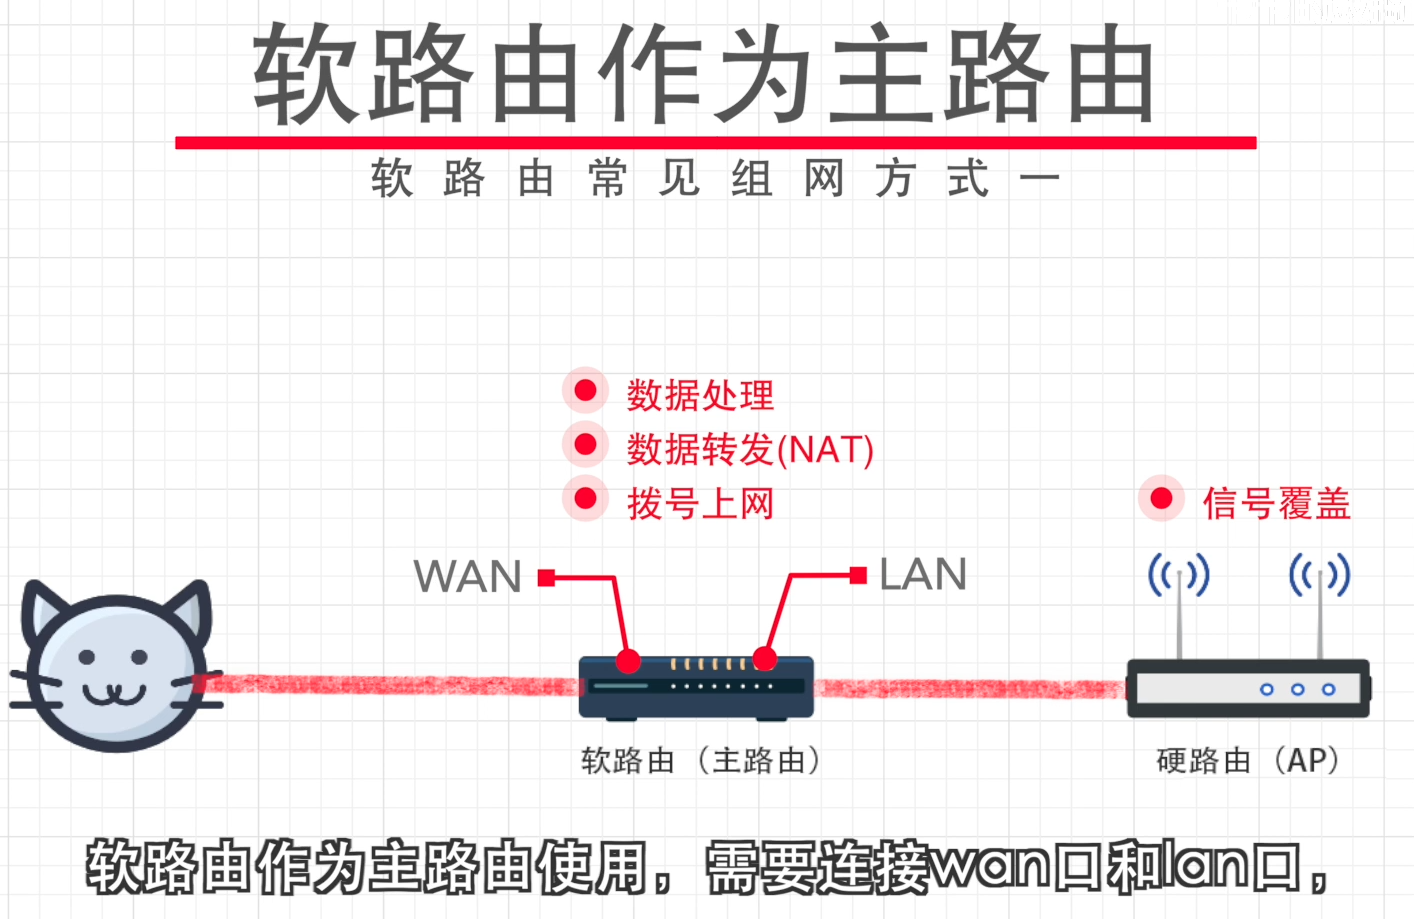 软路由作为主路由
软路由常见组网方式一
数据处理
数据转发(NAT)
拨号上网
信号覆盖
WAN
LAN
软路由（主路由）
硬路由（AP）
软路由作为主路由使用，需要连接wan口和lan口，